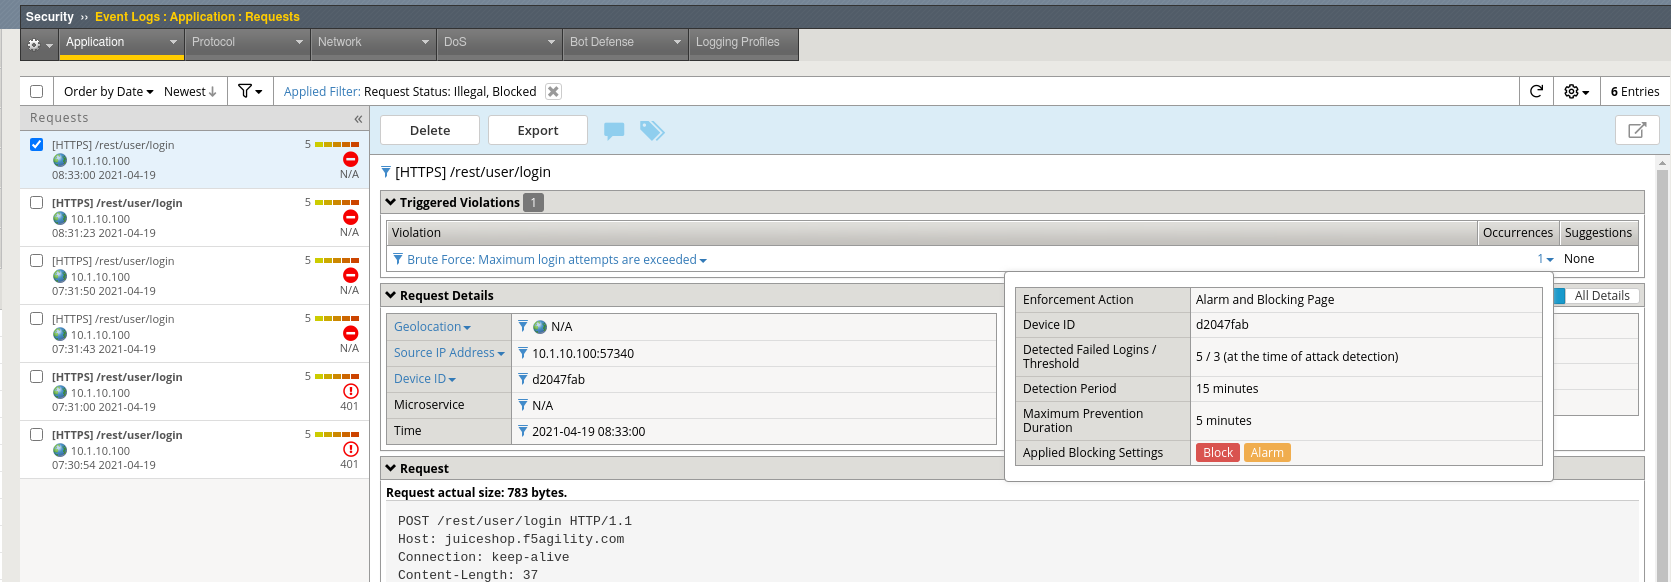 Security ›› Event Logs : Application : Requests
Application Protocol Network DoS Bot Defense Logging Profiles
Order by Date Newest Applied Filter: Request Status: Illegal, Blocked 6 Entries
Requests «
[HTTPS] /rest/user/login 5
10.1.10.100
08:33:00 2021-04-19 N/A
[HTTPS] /rest/user/login 5
10.1.10.100
08:31:23 2021-04-19 N/A
[HTTPS] /rest/user/login 5
10.1.10.100
07:31:50 2021-04-19 N/A
[HTTPS] /rest/user/login 5
10.1.10.100
07:31:43 2021-04-19 N/A
[HTTPS] /rest/user/login 5
10.1.10.100
07:31:00 2021-04-19 401
[HTTPS] /rest/user/login 5
10.1.10.100
07:30:54 2021-04-19 401
Delete Export
[HTTPS] /rest/user/login
Triggered Violations 1
Violation Occurrences Suggestions
Brute Force: Maximum login attempts are exceeded 1 None
Request Details All Details
Geolocation N/A
Source IP Address 10.1.10.100:57340
Device ID d2047fab
Microservice N/A
Time 2021-04-19 08:33:00
Enforcement Action Alarm and Blocking Page
Device ID d2047fab
Detected Failed Logins /
Threshold 5 / 3 (at the time of attack detection)
Detection Period 15 minutes
Maximum Prevention
Duration 5 minutes
Applied Blocking Settings Block Alarm
Request
Request actual size: 783 bytes.
POST /rest/user/login HTTP/1.1
Host: juiceshop.f5agility.com
Connection: keep-alive
Content-Length: 37